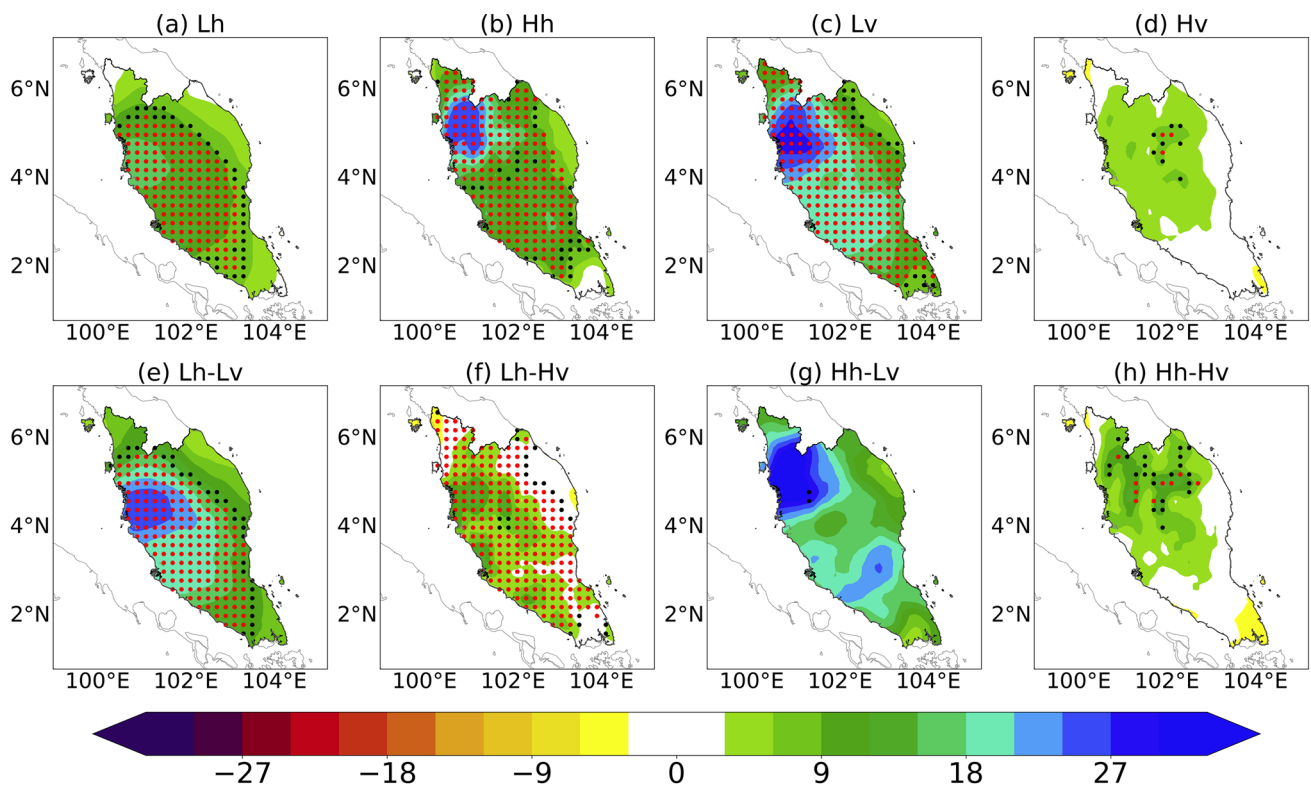 (a) Lh (b) Hh (c) Lv (d) Hv
6°N 6°N 6°N 6°N
4°N 4°N 4°N 4°N
2°N 2°N 2°N 2°N
100°E 102°E 104°E 100°E 102°E 104°E 100°E 102°E 104°E 100°E 102°E 104°E
(e) Lh-Lv (f) Lh-Hv (g) Hh-Lv (h) Hh-Hv
6°N 6°N 6°N 6°N
4°N 4°N 4°N 4°N
2°N 2°N 2°N 2°N
100°E 102°E 104°E 100°E 102°E 104°E 100°E 102°E 104°E 100°E 102°E 104°E
−27 −18 −9 0 9 18 27